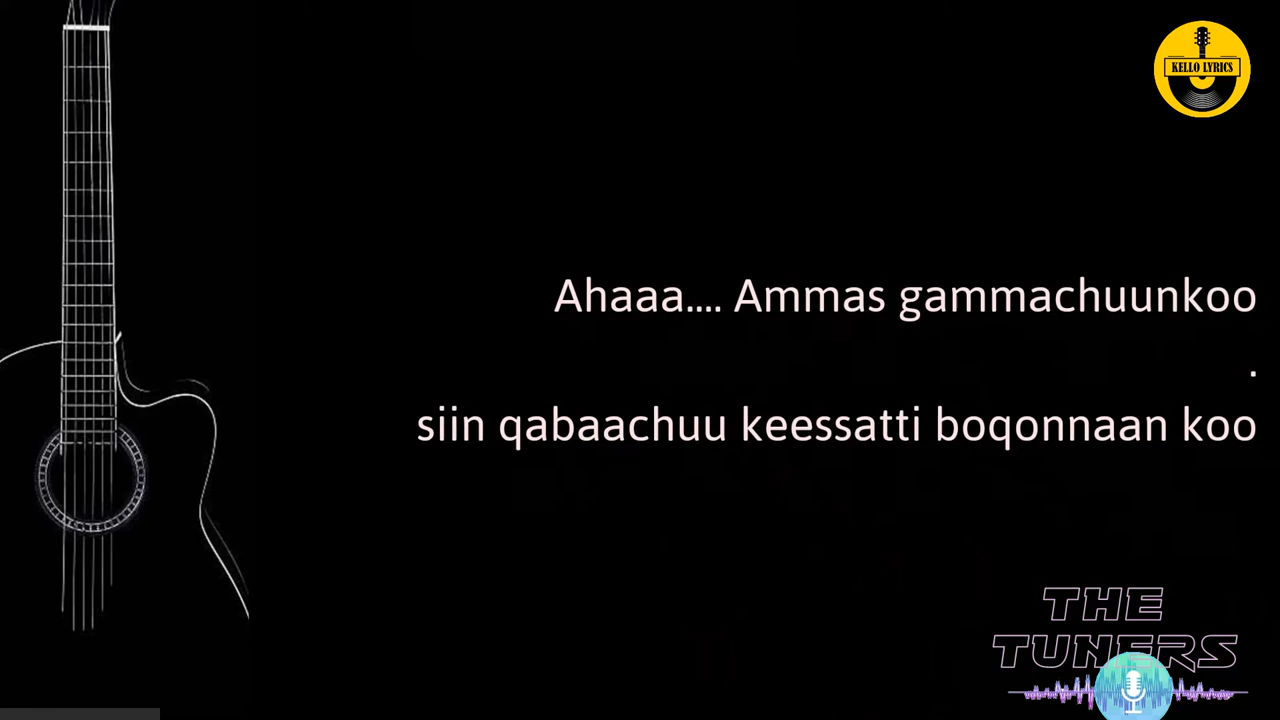 KELLO LYRICS
Ahaaa.... Ammas gammachuunkoo
.
siin qabaachuu keessatti boqonnaan koo
THE
TUNERS